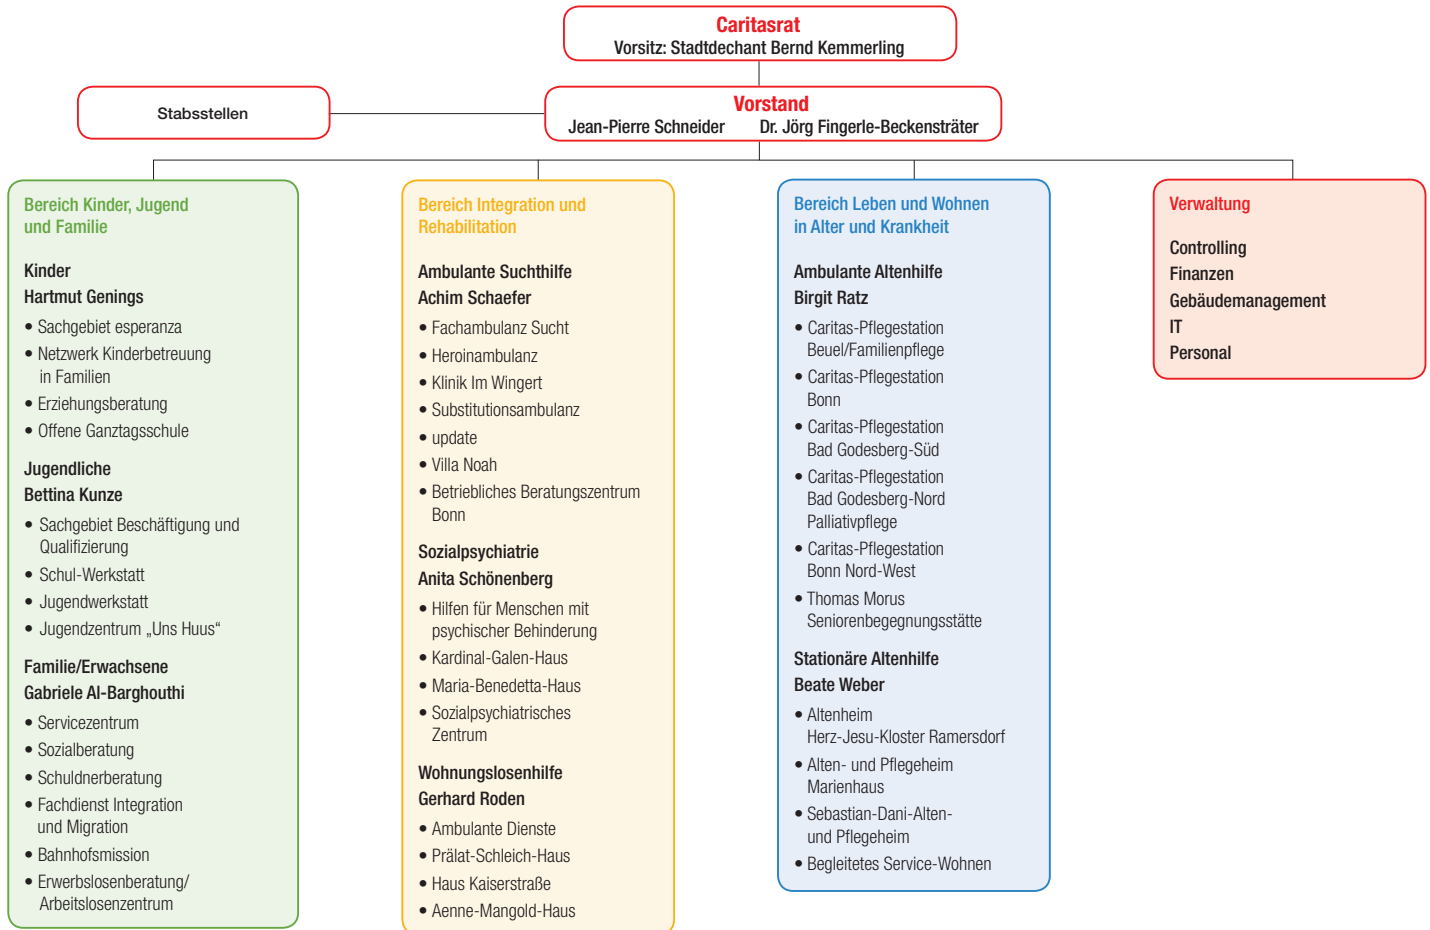 Caritasrat
Vorsitz: Stadtdechant Bernd Kemmerling
Stabsstellen
Vorstand
Jean-Pierre Schneider Dr. Jörg Fingerle-Beckensträter
Bereich Kinder, Jugend
und Familie
Kinder
Hartmut Genings
• Sachgebiet esperanza
• Netzwerk Kinderbetreuung
in Familien
• Erziehungsberatung
• Offene Ganztagsschule
Jugendliche
Bettina Kunze
• Sachgebiet Beschäftigung und
Qualifizierung
• Schul-Werkstatt
• Jugendwerkstatt
• Jugendzentrum „Uns Huus“
Familie/Erwachsene
Gabriele Al-Barghouthi
• Servicezentrum
• Sozialberatung
• Schuldnerberatung
• Fachdienst Integration
und Migration
• Bahnhofsmission
• Erwerbslosenberatung/
Arbeitslosenzentrum
Bereich Integration und
Rehabilitation
Ambulante Suchthilfe
Achim Schaefer
• Fachambulanz Sucht
• Heroinambulanz
• Klinik Im Wingert
• Substitutionsambulanz
• update
• Villa Noah
• Betriebliches Beratungszentrum
Bonn
Sozialpsychiatrie
Anita Schönenberg
• Hilfen für Menschen mit
psychischer Behinderung
• Kardinal-Galen-Haus
• Maria-Benedetta-Haus
• Sozialpsychiatrisches
Zentrum
Wohnungslosenhilfe
Gerhard Roden
• Ambulante Dienste
• Prälat-Schleich-Haus
• Haus Kaiserstraße
• Aenne-Mangold-Haus
Bereich Leben und Wohnen
in Alter und Krankheit
Ambulante Altenhilfe
Birgit Ratz
• Caritas-Pflegestation
Beuel/Familienpflege
• Caritas-Pflegestation
Bonn
• Caritas-Pflegestation
Bad Godesberg-Süd
• Caritas-Pflegestation
Bad Godesberg-Nord
Palliativpflege
• Caritas-Pflegestation
Bonn Nord-West
• Thomas Morus
Seniorenbegegnungsstätte
Stationäre Altenhilfe
Beate Weber
• Altenheim
Herz-Jesu-Kloster Ramersdorf
• Alten- und Pflegeheim
Marienhaus
• Sebastian-Dani-Alten-
und Pflegeheim
• Begleitetes Service-Wohnen
Verwaltung
Controlling
Finanzen
Gebäudemanagement
IT
Personal